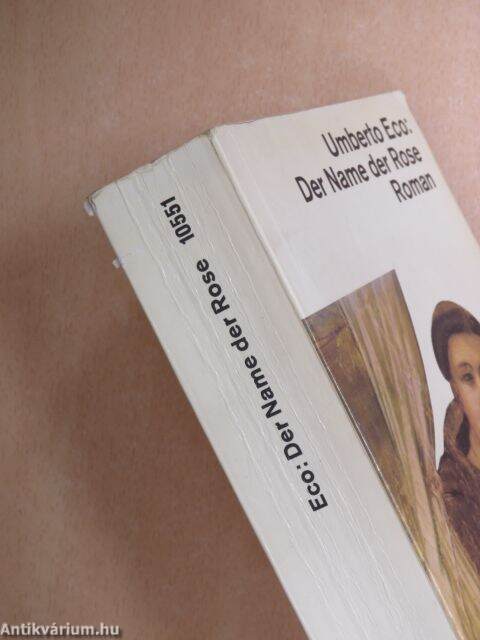 Umberto Eco:
Der Name der Rose
Roman
Eco: Der Name der Rose 10551
Antikvárium.hu